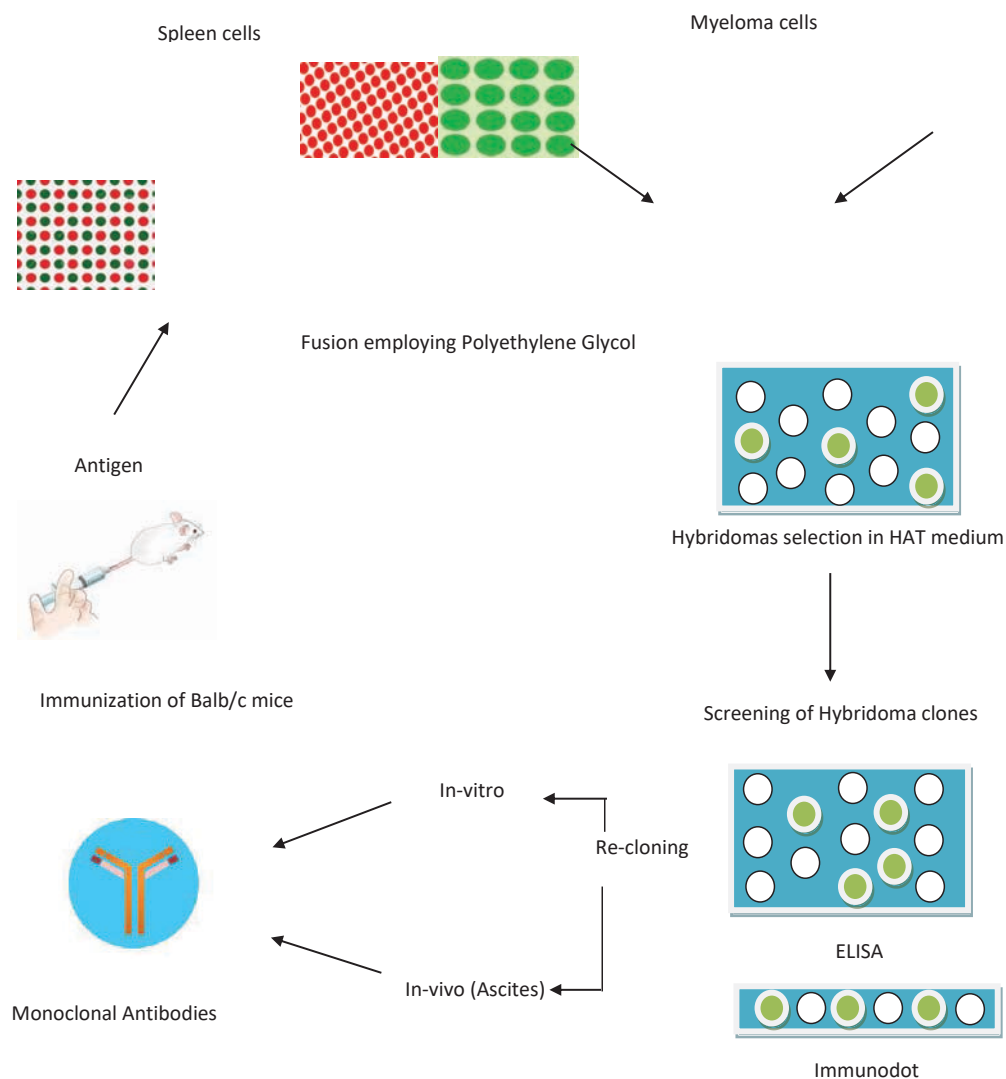 Spleen cells
Myeloma cells
Fusion employing Polyethylene Glycol
Antigen
Hybridomas selection in HAT medium
Immunization of Balb/c mice
Screening of Hybridoma clones
In-vitro
Re-cloning
In-vivo (Ascites)
ELISA
Monoclonal Antibodies
Immunodot